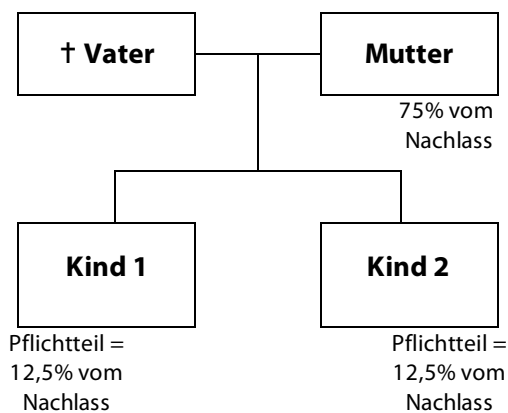 † Vater
Mutter
75% vom
Nachlass
Kind 1
Kind 2
Pflichtteil =
12,5% vom
Nachlass
Pflichtteil =
12,5% vom
Nachlass